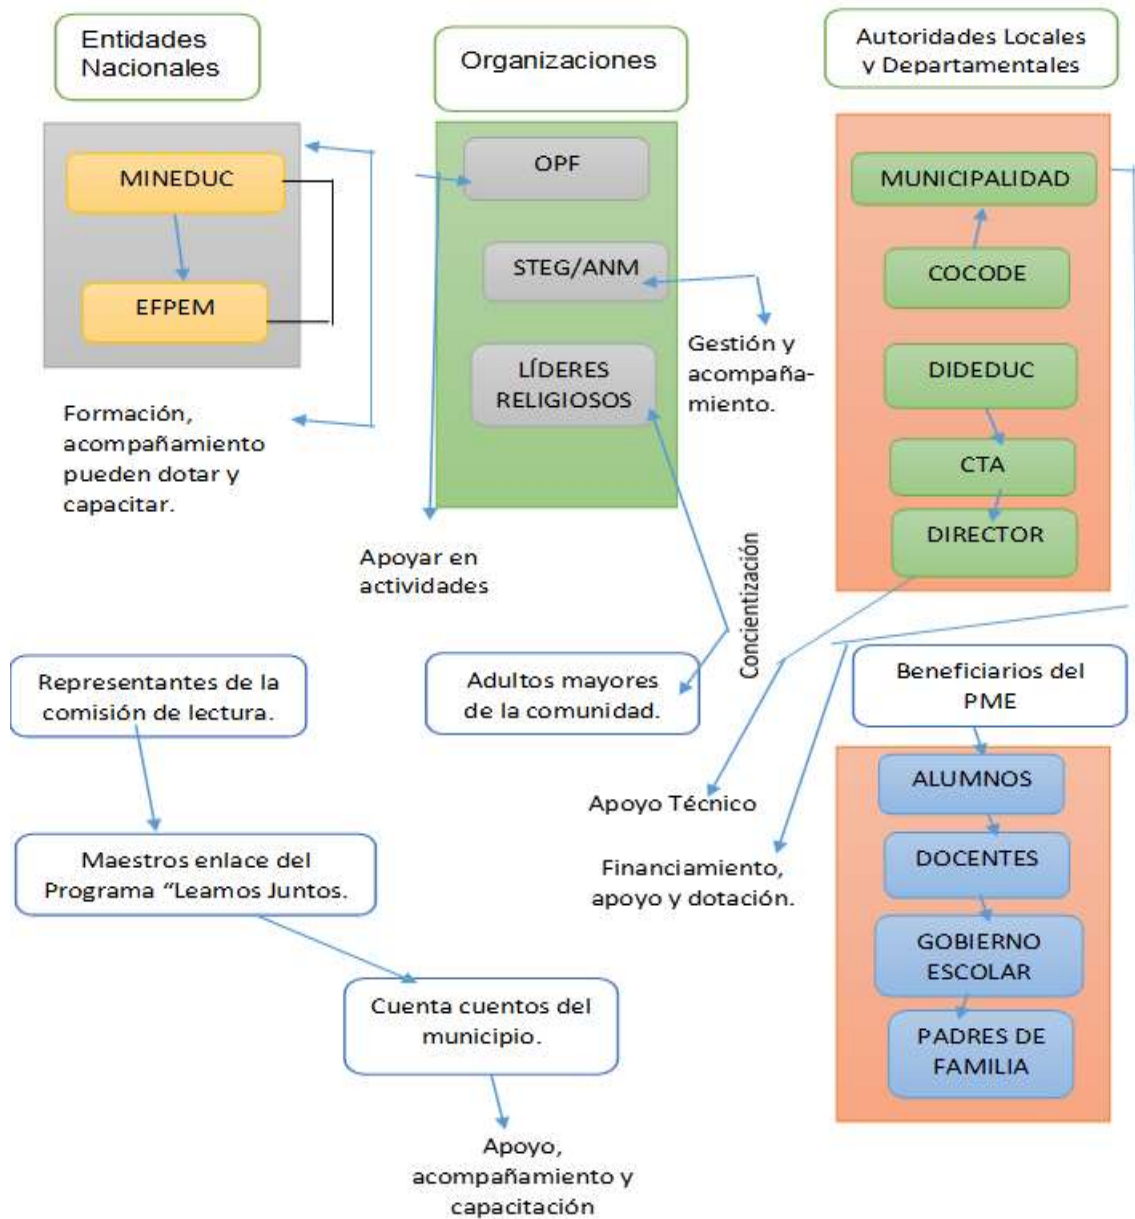 Entidades
Nacionales
Organizaciones
Autoridades Locales
y Departamentales
MINEDUC
EFPEM
Formación,
acompañamiento
pueden dotar y
capacitar.
OPF
STEG/ANM
LÍDERES
RELIGIOSOS
Gestión y
acompaña-
miento.
Apoyar en
actividades
MUNICIPALIDAD
COCODE
DIDEDUC
CTA
DIRECTOR
Concientización
Representantes de la
comisión de lectura.
Adultos mayores
de la comunidad.
Beneficiarios del
PME
Maestros enlace del
Programa “Leamos Juntos.
Apoyo Técnico
Financiamiento,
apoyo y dotación.
ALUMNOS
DOCENTES
GOBIERNO
ESCOLAR
PADRES DE
FAMILIA
Cuenta cuentos del
municipio.
Apoyo,
acompañamiento y
capacitación